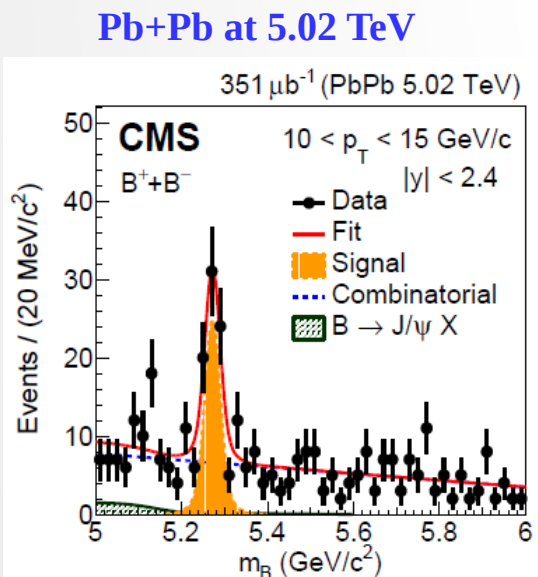 Pb+Pb at 5.02 TeV
351 μb⁻¹ (PbPb 5.02 TeV)
CMS
B⁺+B⁻
10 < p_T < 15 GeV/c
|y| < 2.4
Data
Fit
Signal
Combinatorial
B → J/ψ X
Events / (20 MeV/c²)
50
40
30
20
10
0
5 5.2 5.4 5.6 5.8 6
m_B (GeV/c²)